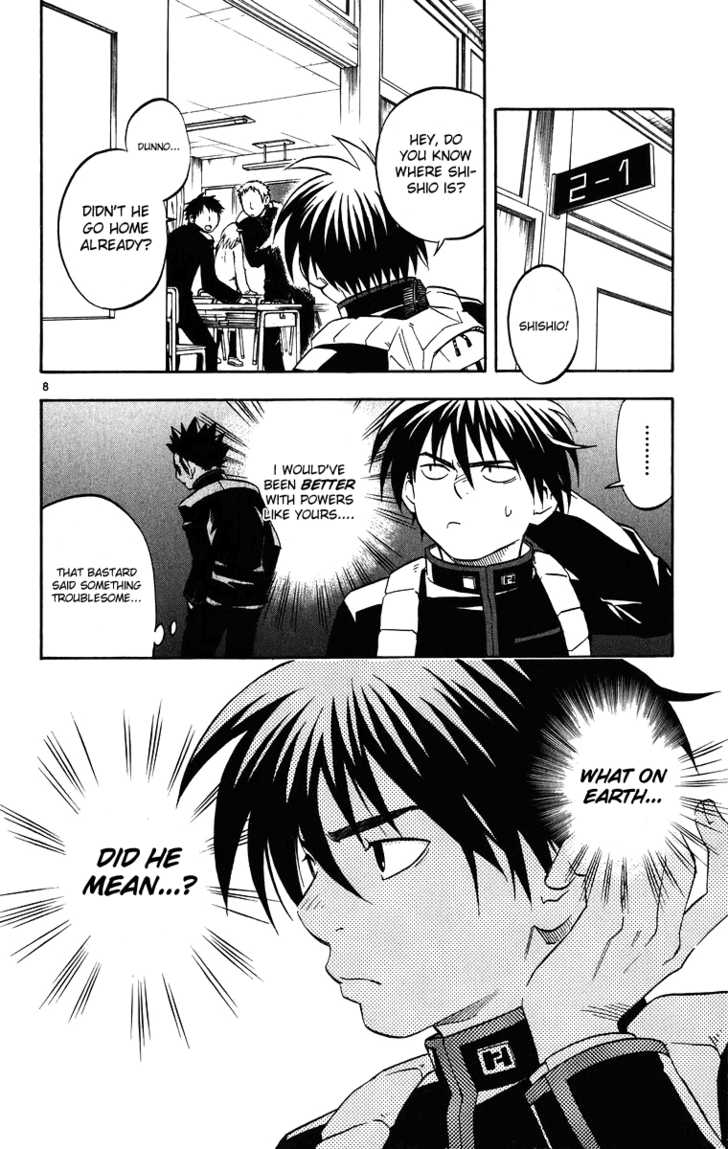 2-1
SHISHIO!
HEY, DO
YOU KNOW
WHERE SHI-
SHIO IS?
DUNNO...
DIDN'T HE
GO HOME
ALREADY?
8
.........
I WOULD'VE
BEEN BETTER
WITH POWERS
LIKE YOURS....
THAT BASTARD
SAID SOMETHING
TROUBLESOME...
WHAT ON
EARTH...
DID HE
MEAN...?